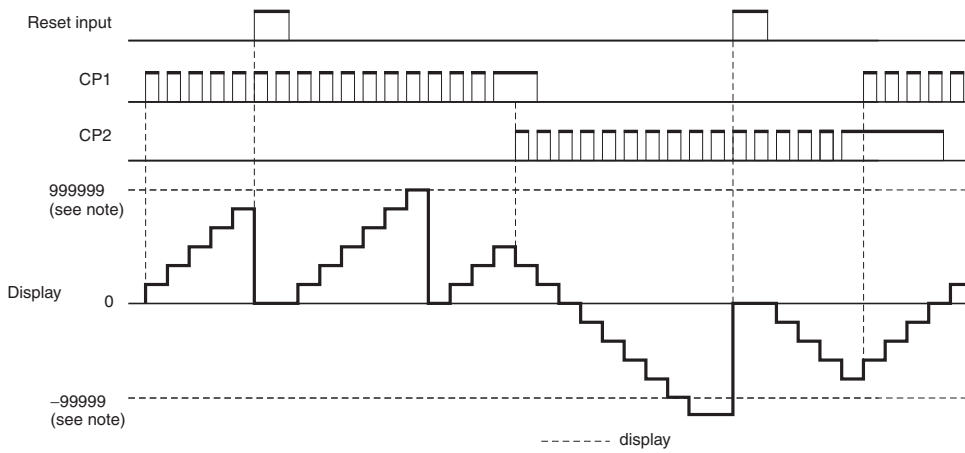 Reset input
CP1
CP2
999999
(see note)
Display
0
–99999
(see note)
display